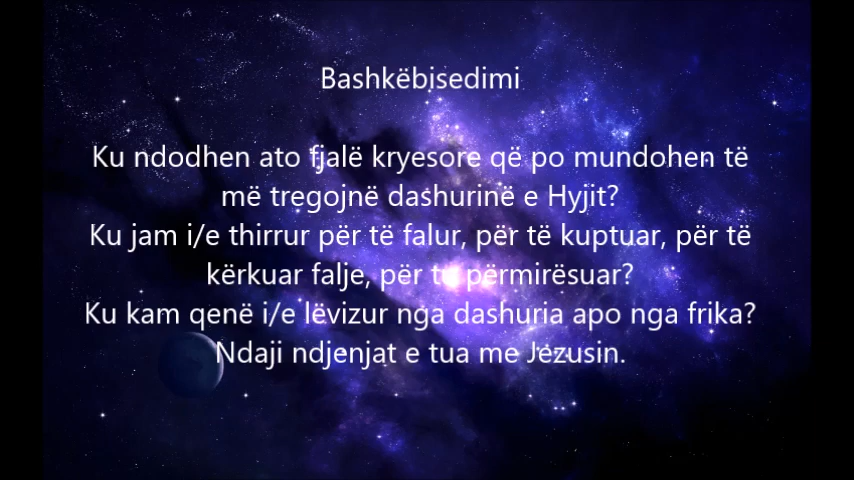 Bashkëbisedimi
Ku ndodhen ato fjalë kryesore që po mundohen të
më tregojnë dashurinë e Hyjit?
Ku jam i/e thirrur për të falur, për të kuptuar, për të
kërkuar falje, për të përmirësuar?
Ku kam qenë i/e lëvizur nga dashuria apo nga frika?
Ndaji ndjenjat e tua me Jezusin.